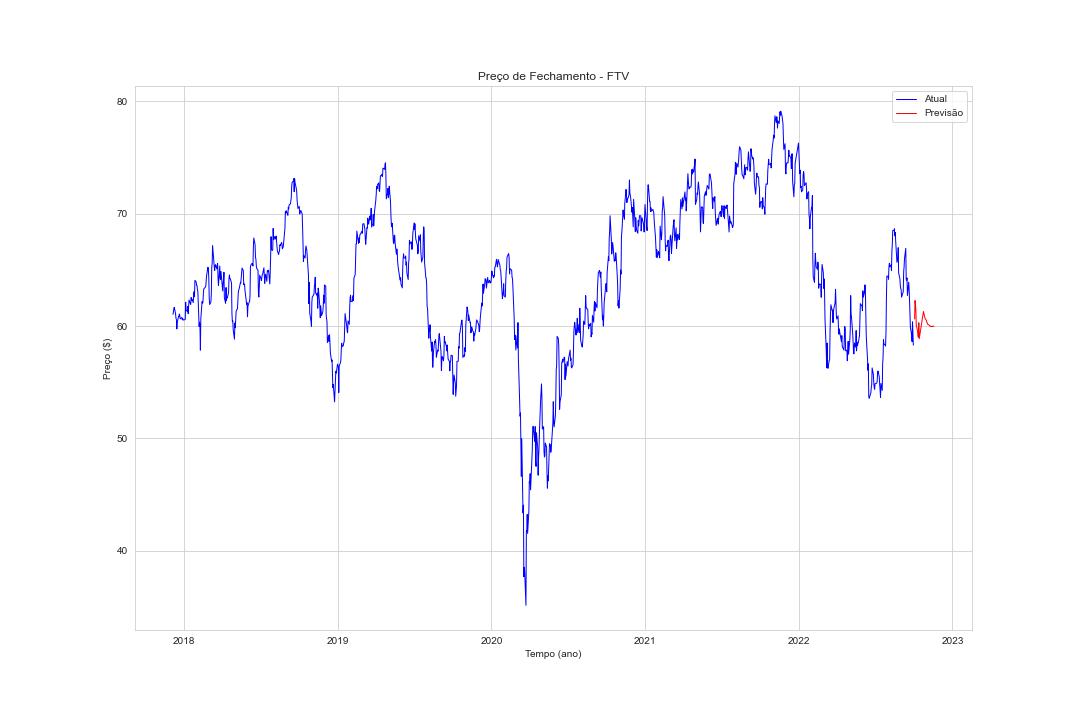 Preço de Fechamento - FTV
Atual
Previsão
80
70
60
50
40
Preço ($)
2018 2019 2020 2021 2022 2023
Tempo (ano)